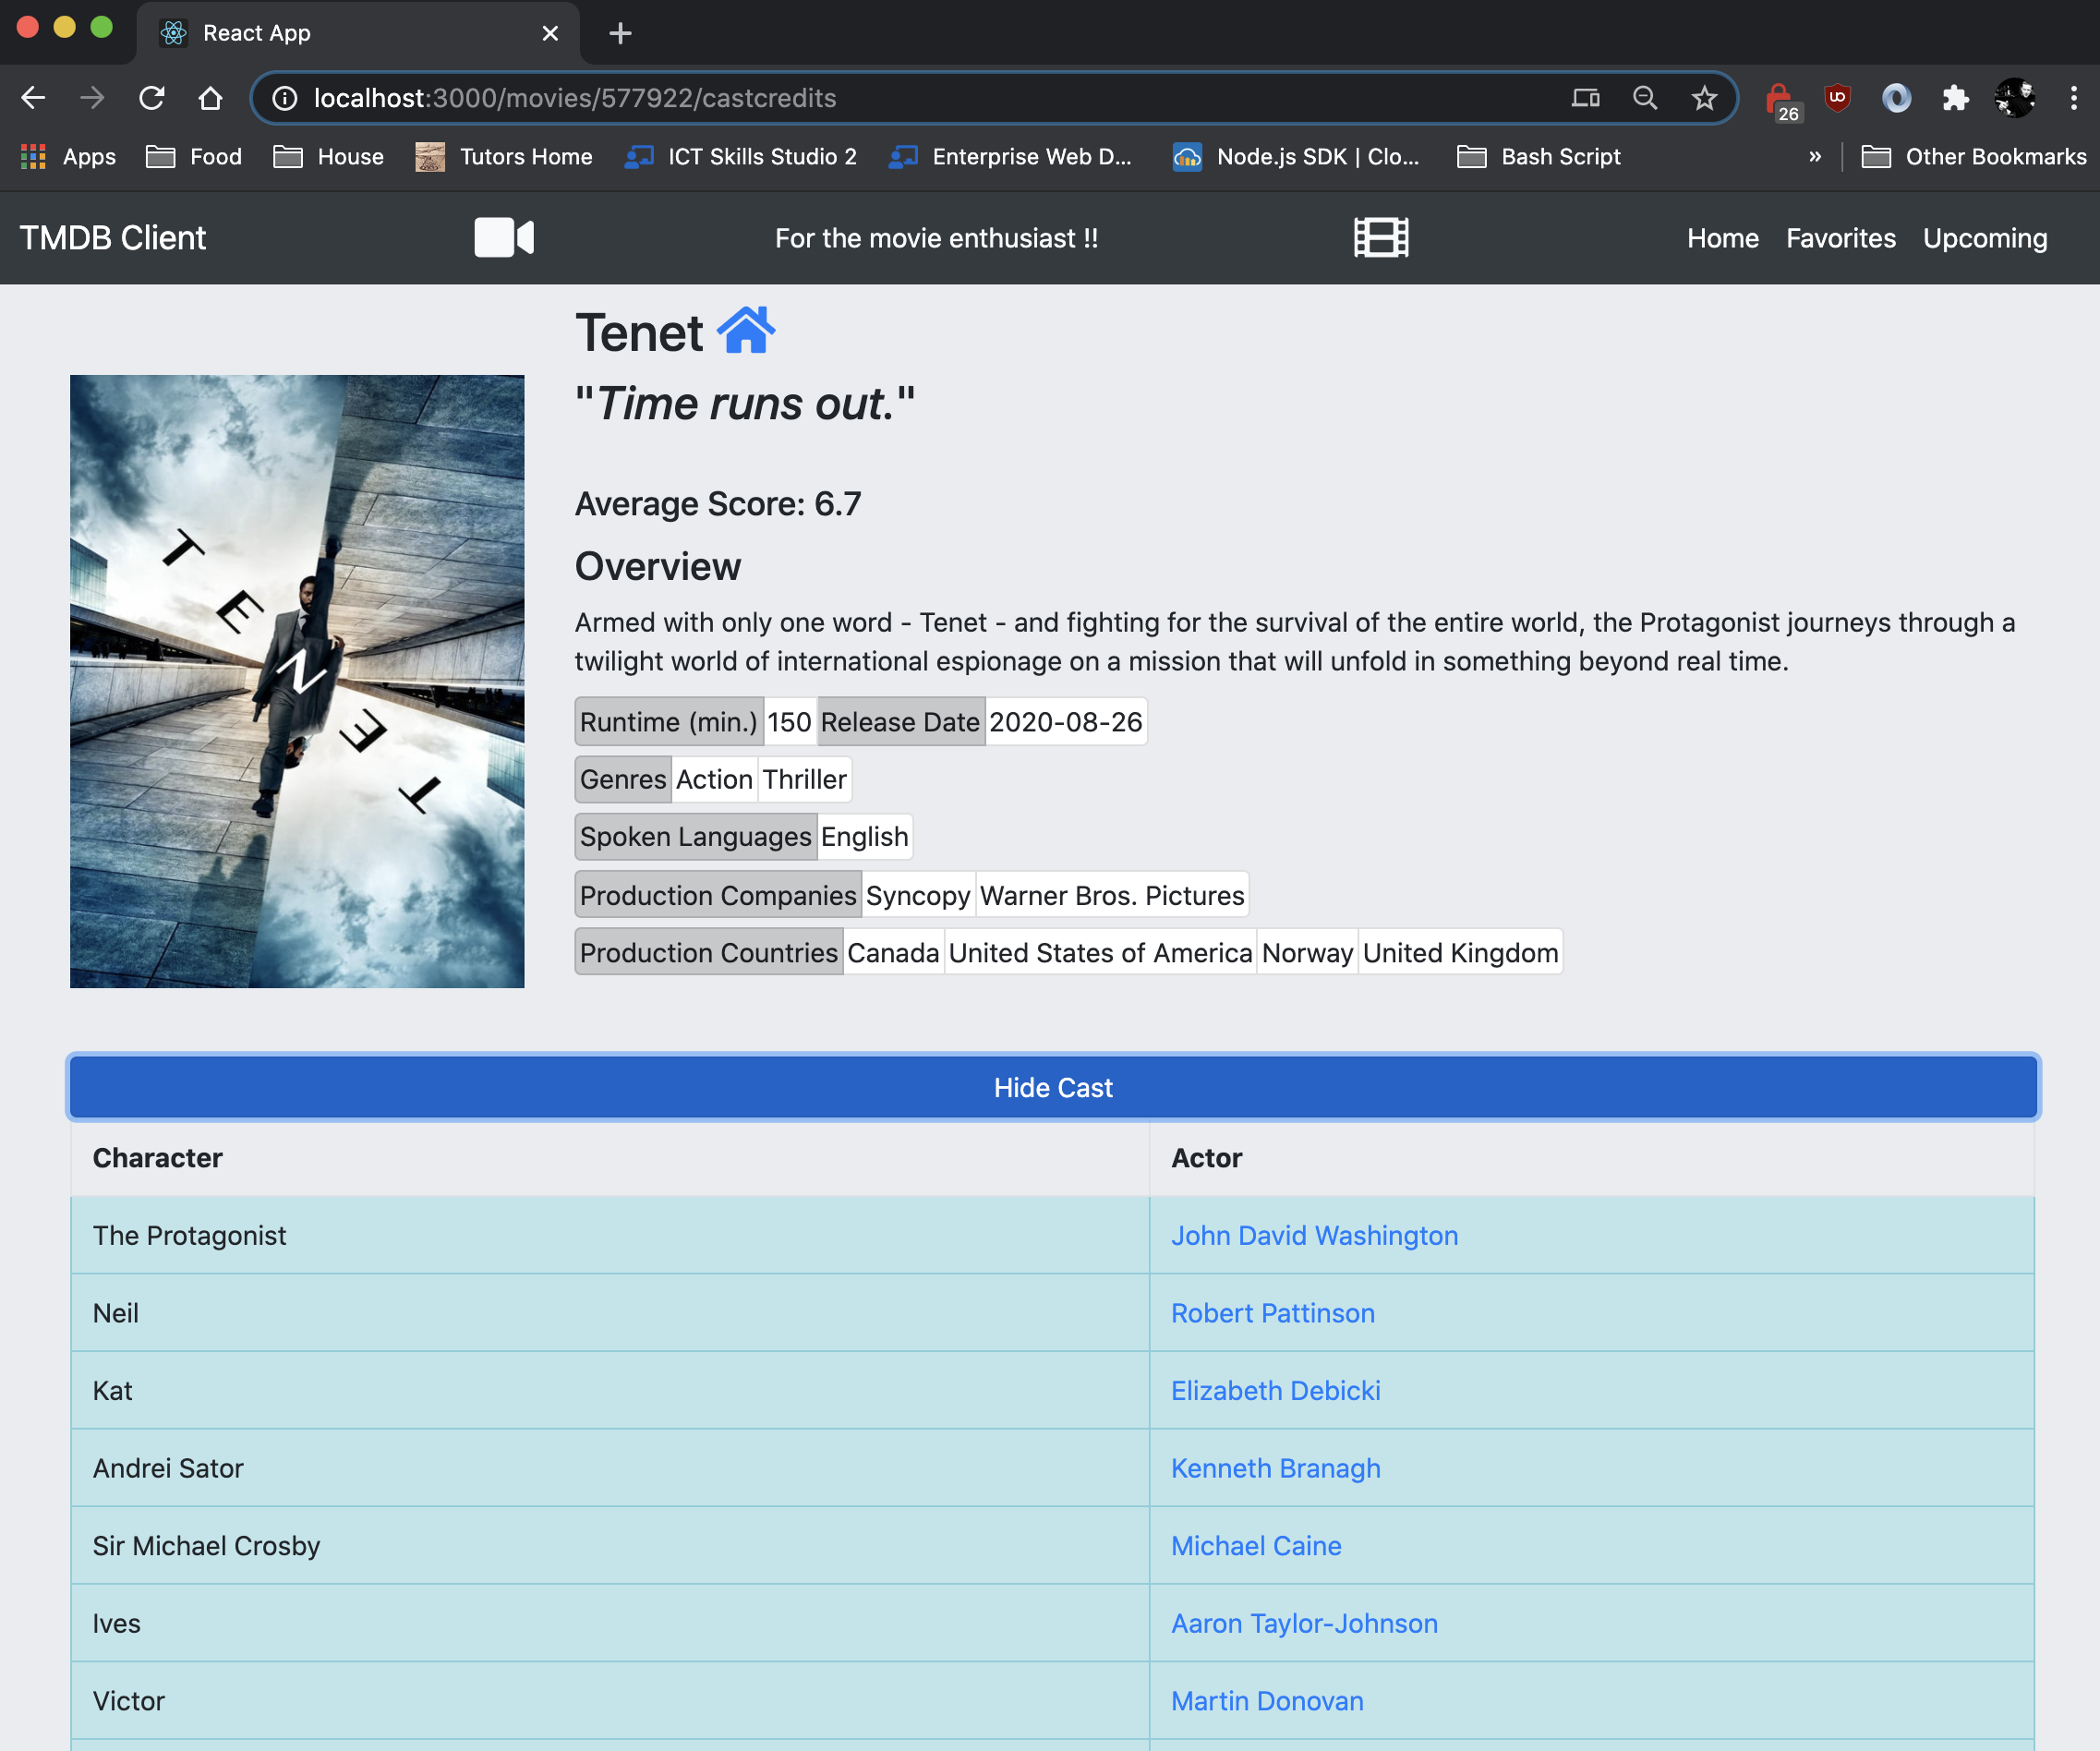 React App
localhost:3000/movies/577922/castcredits
26
Apps Food House Tutors Home ICT Skills Studio 2 Enterprise Web D... Node.js SDK | Clo... Bash Script » Other Bookmarks
TMDB Client For the movie enthusiast !! Home Favorites Upcoming
Tenet
"Time runs out."
TENET
Average Score: 6.7
Overview
Armed with only one word - Tenet - and fighting for the survival of the entire world, the Protagonist journeys through a
twilight world of international espionage on a mission that will unfold in something beyond real time.
Runtime (min.) 150 Release Date 2020-08-26
Genres Action Thriller
Spoken Languages English
Production Companies Syncopy Warner Bros. Pictures
Production Countries Canada United States of America Norway United Kingdom
Hide Cast
Character Actor
The Protagonist John David Washington
Neil Robert Pattinson
Kat Elizabeth Debicki
Andrei Sator Kenneth Branagh
Sir Michael Crosby Michael Caine
Ives Aaron Taylor-Johnson
Victor Martin Donovan